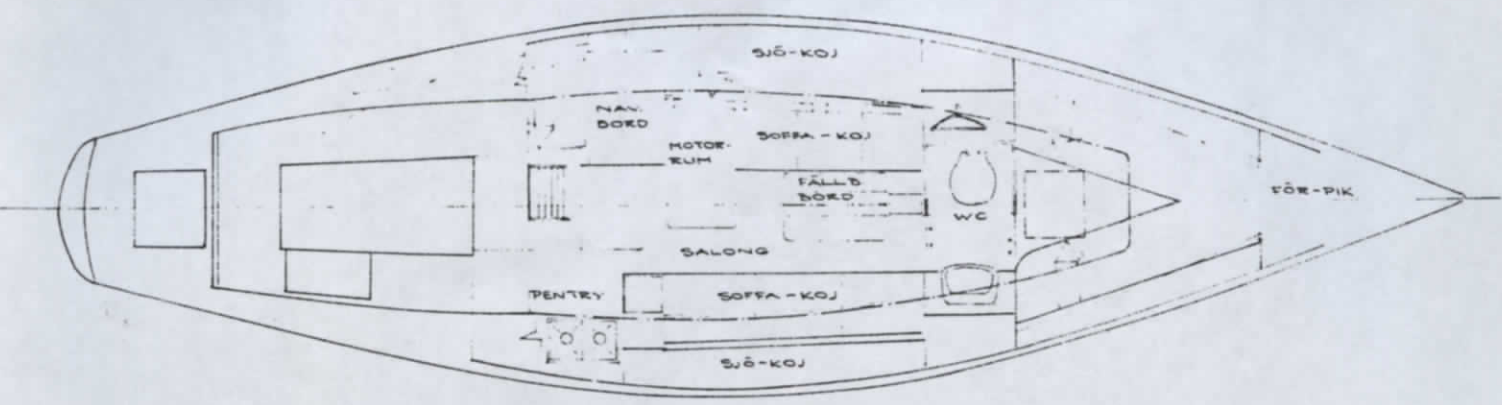 SJÖ-KOJ
NAV.
BORD
SOFFA-KOJ
MOTOR-
RUM
FÄLLB
BORD
FÖR-PIK
WC
SALONG
PENTRY
SOFFA-KOJ
SJÖ-KOJ